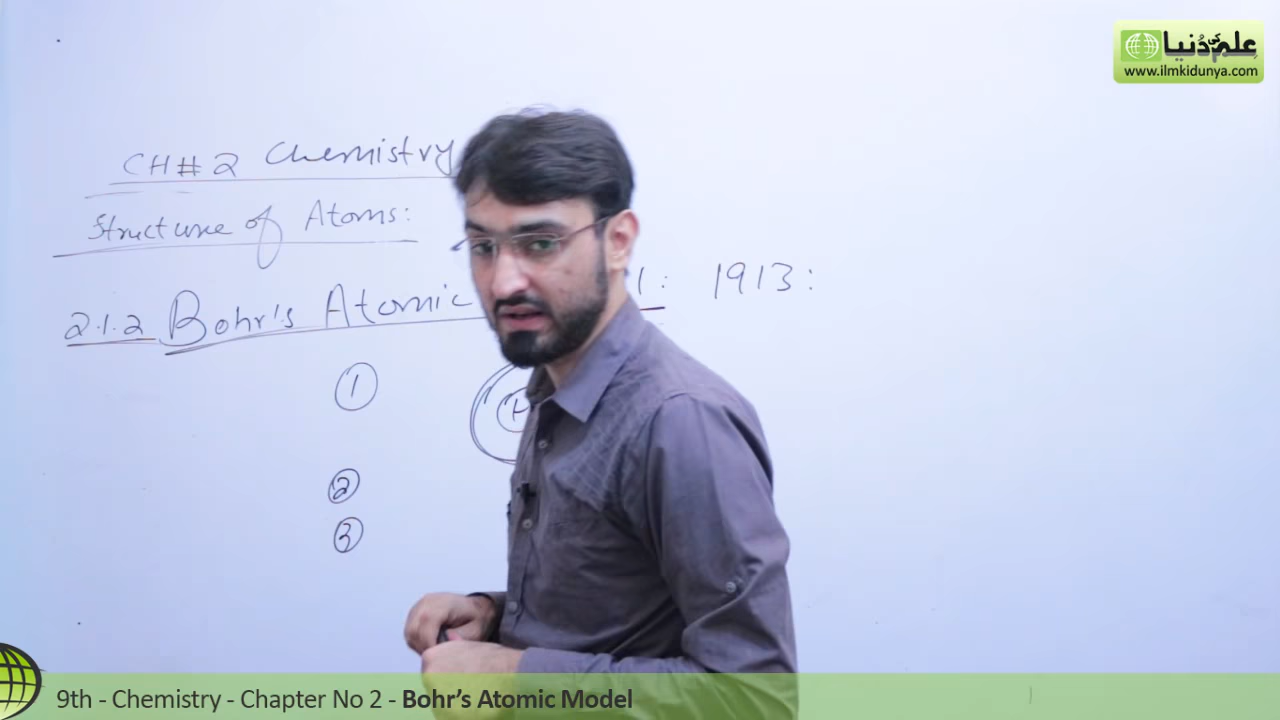 علم کی دُنیا
www.ilmkidunya.com
CH# 2 Chemistry
Structure of Atoms:
2.1.2 Bohr's Atomic l: 1913:
1
2
3
9th - Chemistry - Chapter No 2 - Bohr's Atomic Model